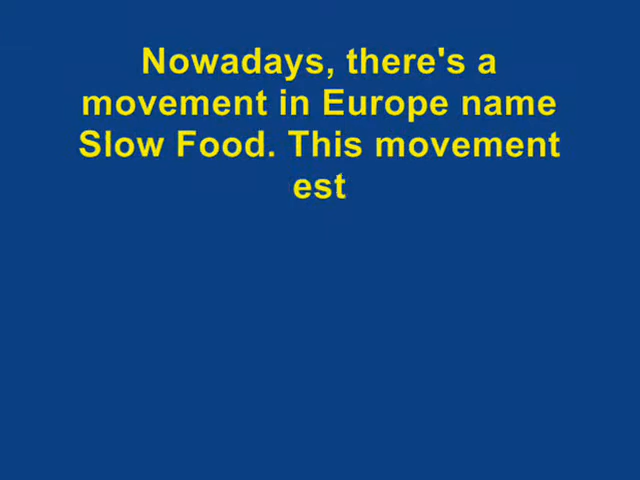 Nowadays, there's a
movement in Europe name
Slow Food. This movement
est